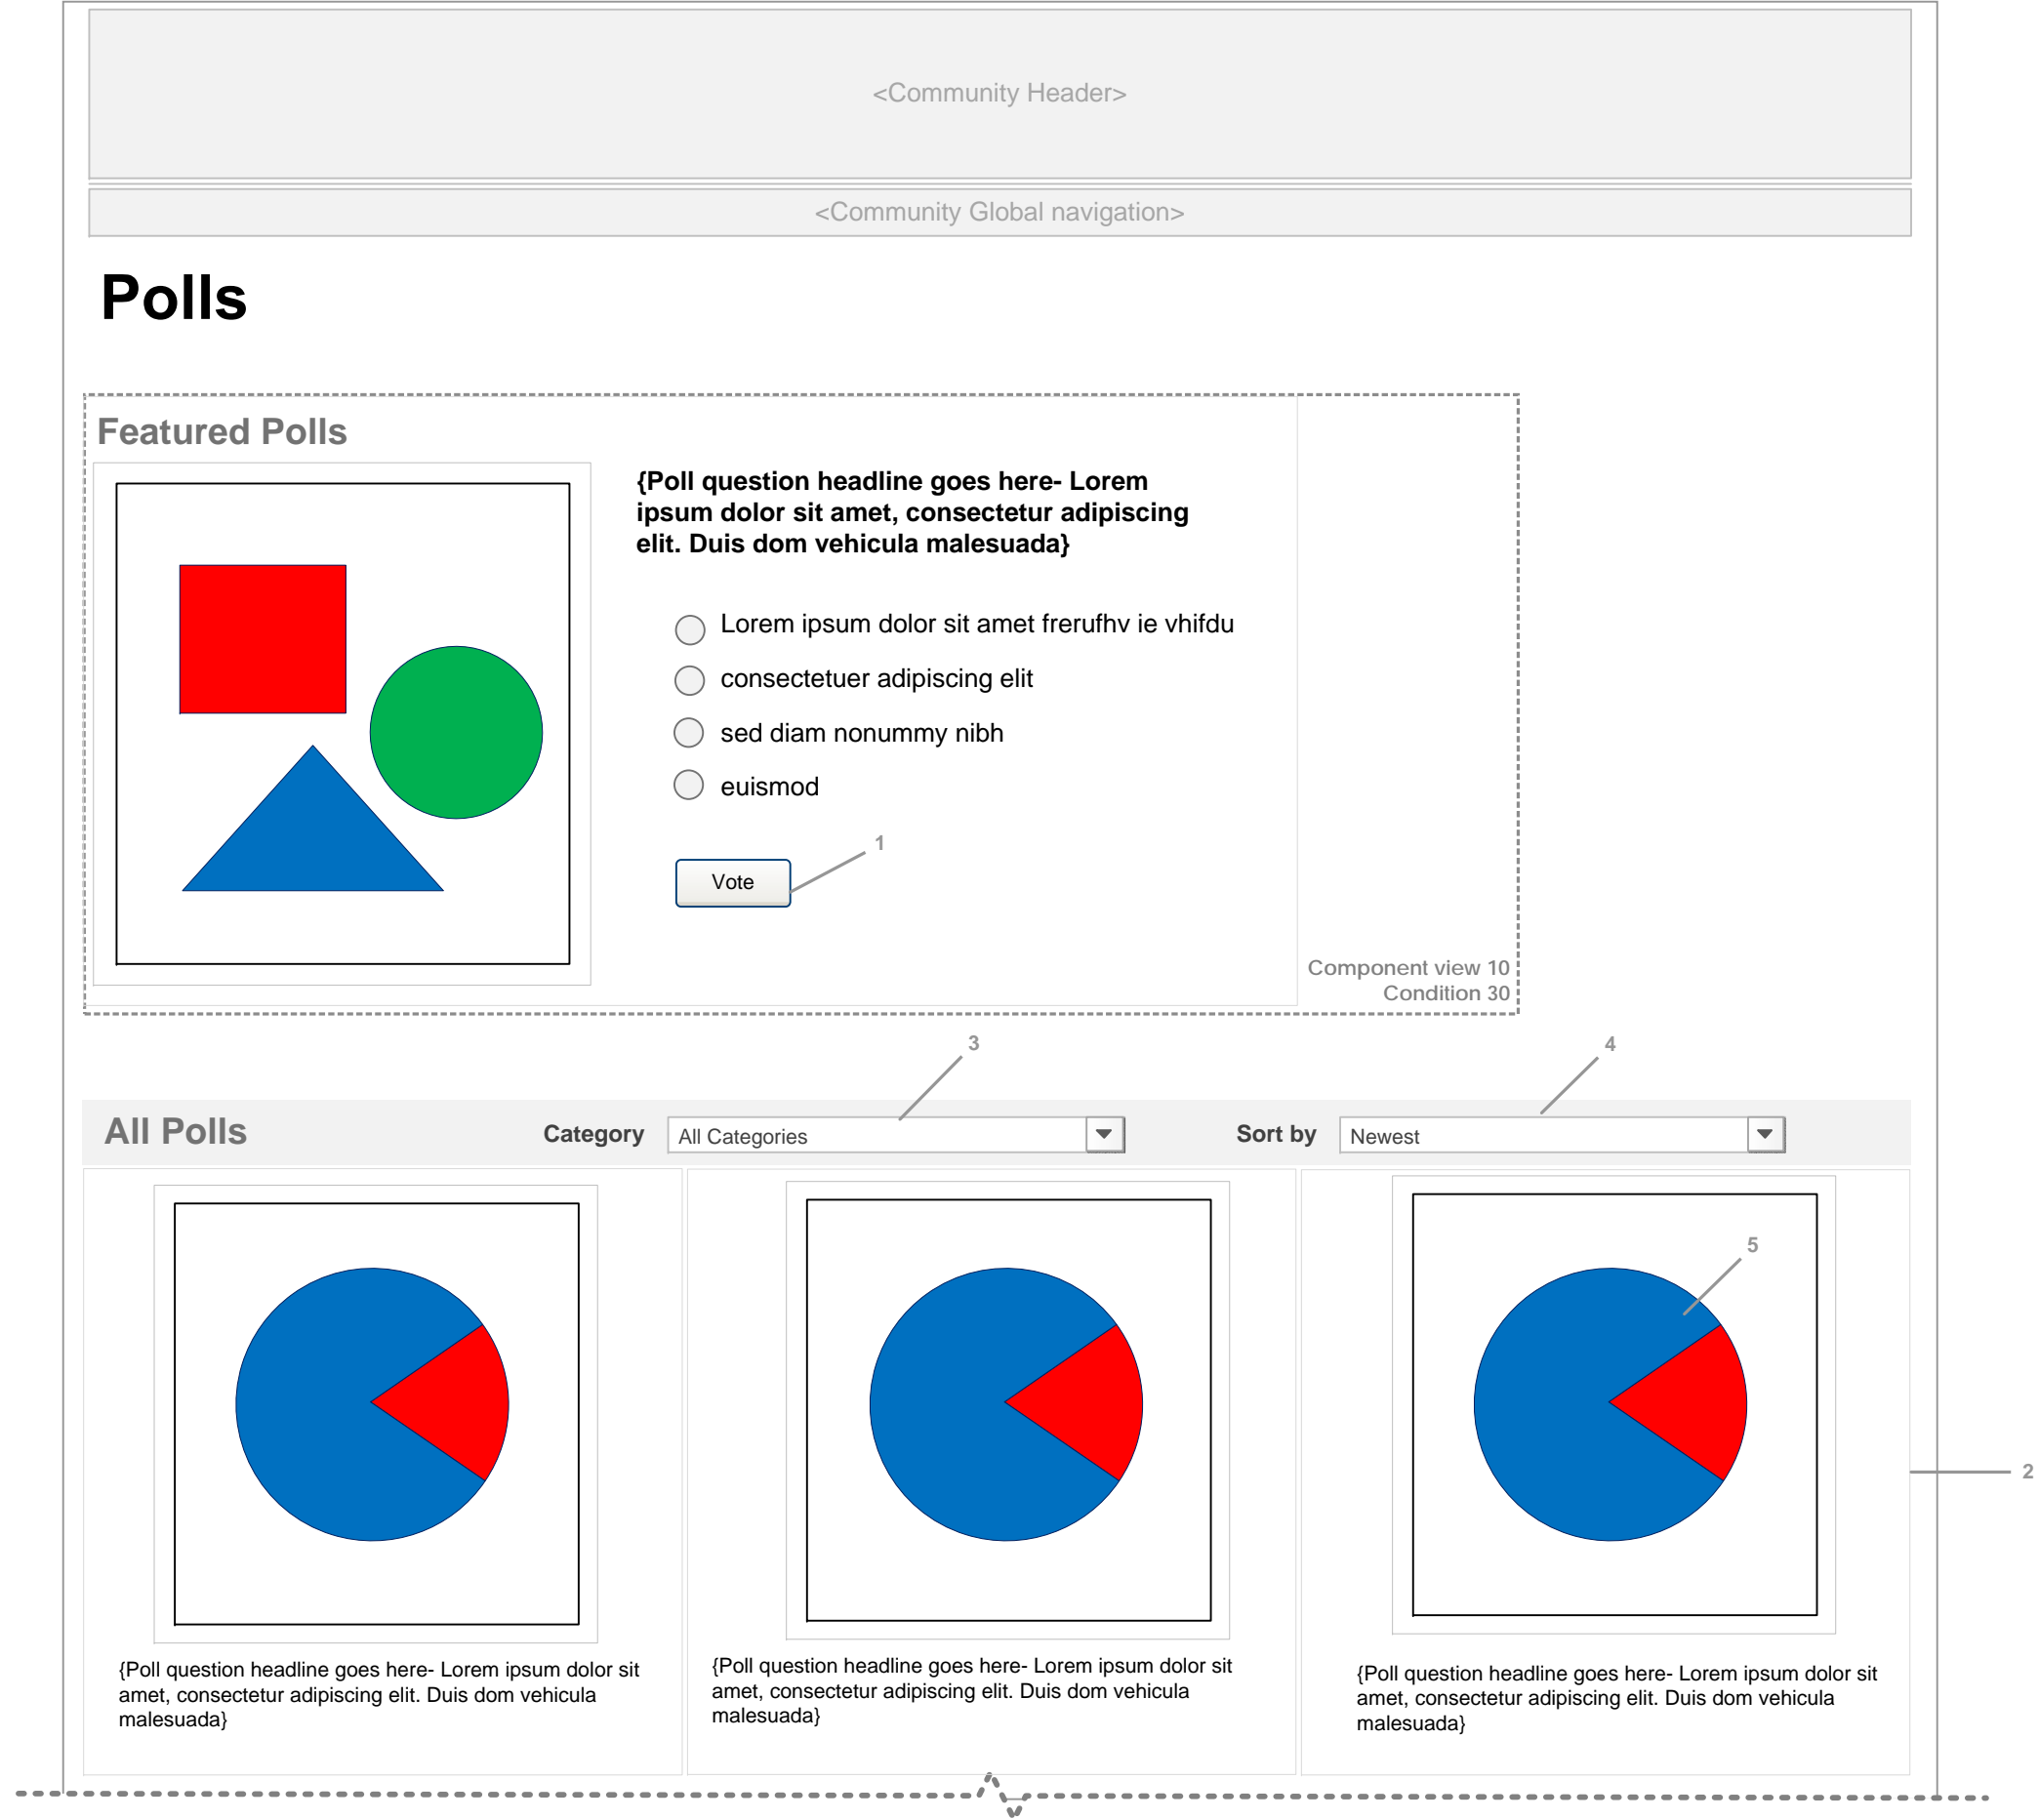 <Community Header>
<Community Global navigation>
Polls
Featured Polls
{Poll question headline goes here- Lorem
ipsum dolor sit amet, consectetur adipiscing
elit. Duis dom vehicula malesuada}
Lorem ipsum dolor sit amet frerufhv ie vhifdu
consectetuer adipiscing elit
sed diam nonummy nibh
euismod
1
Vote
Component view 10
Condition 30
3
4
All Polls
Category
All Categories
Sort by
Newest
5
2
{Poll question headline goes here- Lorem ipsum dolor sit
amet, consectetur adipiscing elit. Duis dom vehicula
malesuada}
{Poll question headline goes here- Lorem ipsum dolor sit
amet, consectetur adipiscing elit. Duis dom vehicula
malesuada}
{Poll question headline goes here- Lorem ipsum dolor sit
amet, consectetur adipiscing elit. Duis dom vehicula
malesuada}